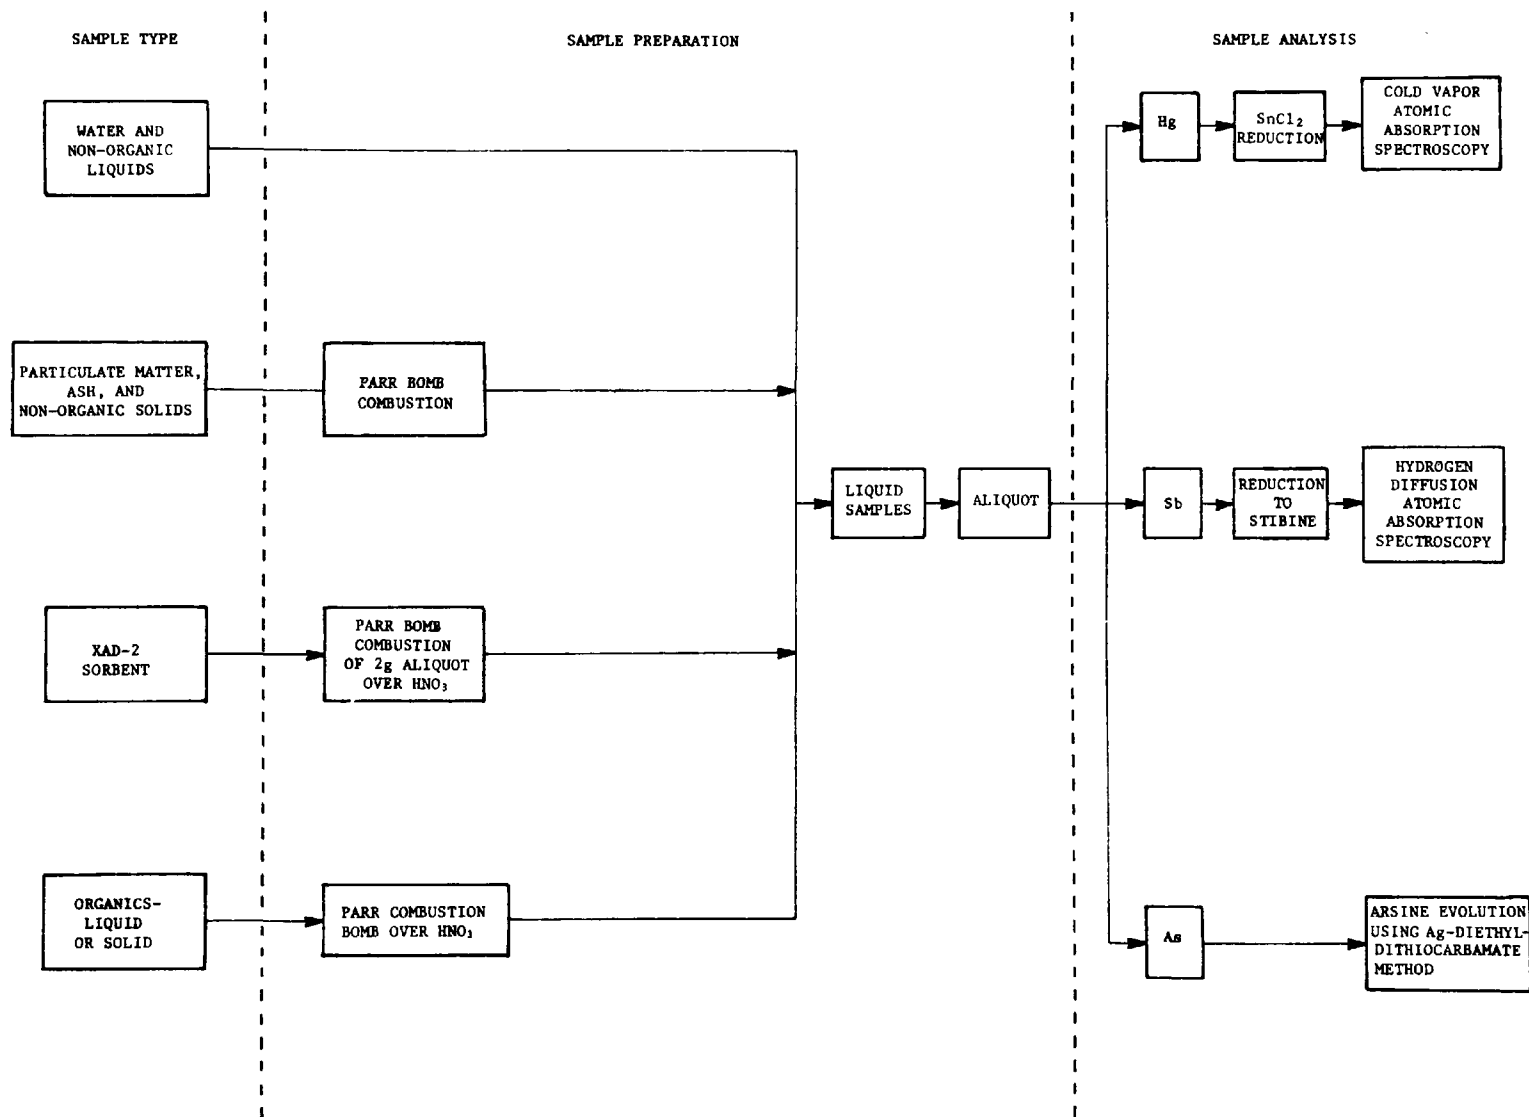 SAMPLE TYPE
SAMPLE PREPARATION
SAMPLE ANALYSIS
WATER AND
NON-ORGANIC
LIQUIDS
Hg
SnCl₂
REDUCTION
COLD VAPOR
ATOMIC
ABSORPTION
SPECTROSCOPY
PARTICULATE MATTER,
ASH, AND
NON-ORGANIC SOLIDS
PARR BOMB
COMBUSTION
LIQUID
SAMPLES
ALIQUOT
Sb
REDUCTION
TO
STIBINE
HYDROGEN
DIFFUSION
ATOMIC
ABSORPTION
SPECTROSCOPY
XAD-2
SORBENT
PARR BOMB
COMBUSTION
OF 2g ALIQUOT
OVER HNO₃
ORGANICS-
LIQUID
OR SOLID
PARR COMBUSTION
BOMB OVER HNO₃
As
ARSINE EVOLUTION
USING Ag-DIETHYL-
DITHIOCARBAMATE
METHOD